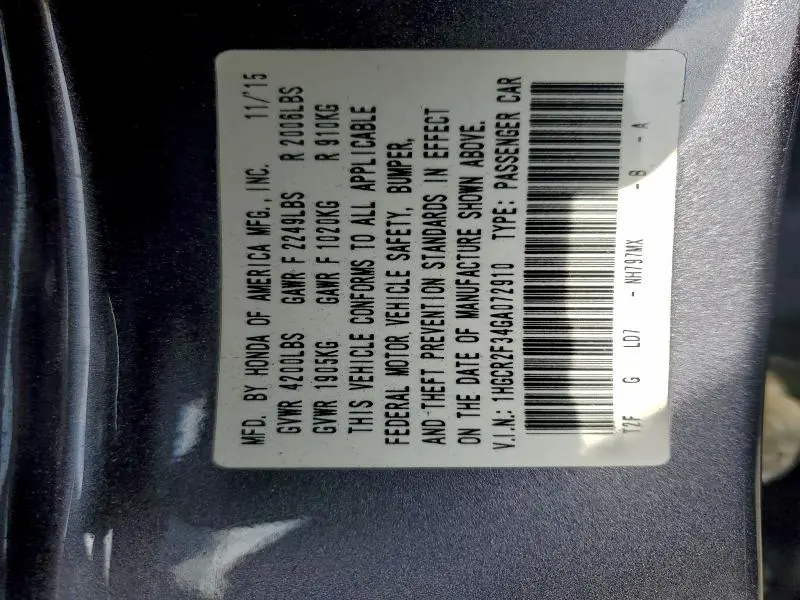 MFD. BY HONDA OF AMERICA MFG., INC. 11/'15
GVWR 4200LBS GAWR F 2249LBS R 2006LBS
GVWR 1905KG GAWR F 1020KG R 910KG
THIS VEHICLE CONFORMS TO ALL APPLICABLE
FEDERAL MOTOR VEHICLE SAFETY, BUMPER,
AND THEFT PREVENTION STANDARDS IN EFFECT
ON THE DATE OF MANUFACTURE SHOWN ABOVE.
V.I.N.: 1HGCR2F34GA072910 TYPE: PASSENGER CAR
T2F G LD7 - NH797MX - B - A